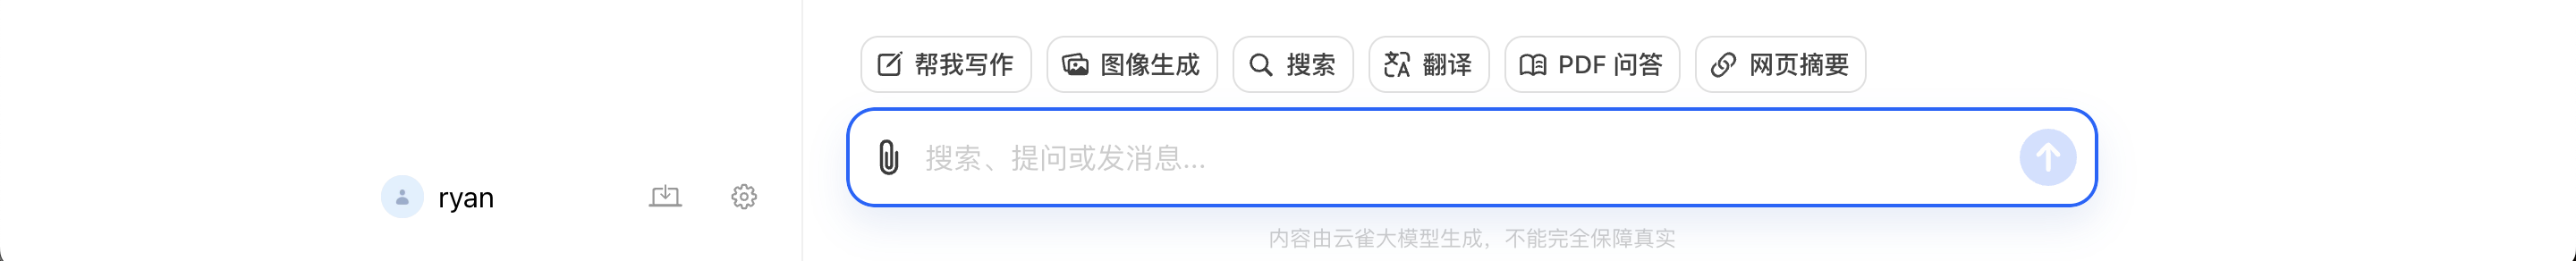 帮我写作 图像生成 搜索 翻译 PDF 问答 网页摘要
搜索、提问或发消息...
ryan
内容由云雀大模型生成，不能完全保障真实